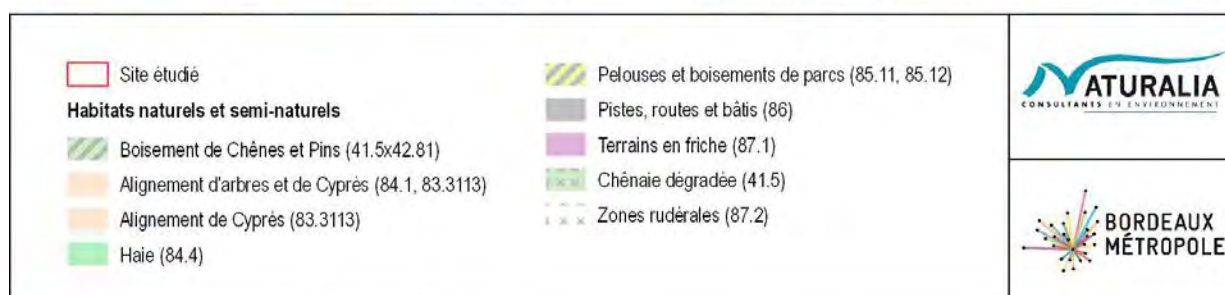 Site étudié
Habitats naturels et semi-naturels
Boisement de Chênes et Pins (41.5x42.81)
Alignement d'arbres et de Cyprés (84.1, 83.3113)
Alignement de Cyprés (83.3113)
Haie (84.4)
Pelouses et boisements de parcs (85.11, 85.12)
Pistes, routes et bâtis (86)
Terrains en friche (87.1)
Chênaie dégradée (41.5)
Zones rudérales (87.2)
NATURALIA
CONSULTANTS EN ENVIRONNEMENT
BORDEAUX
MÉTROPOLE